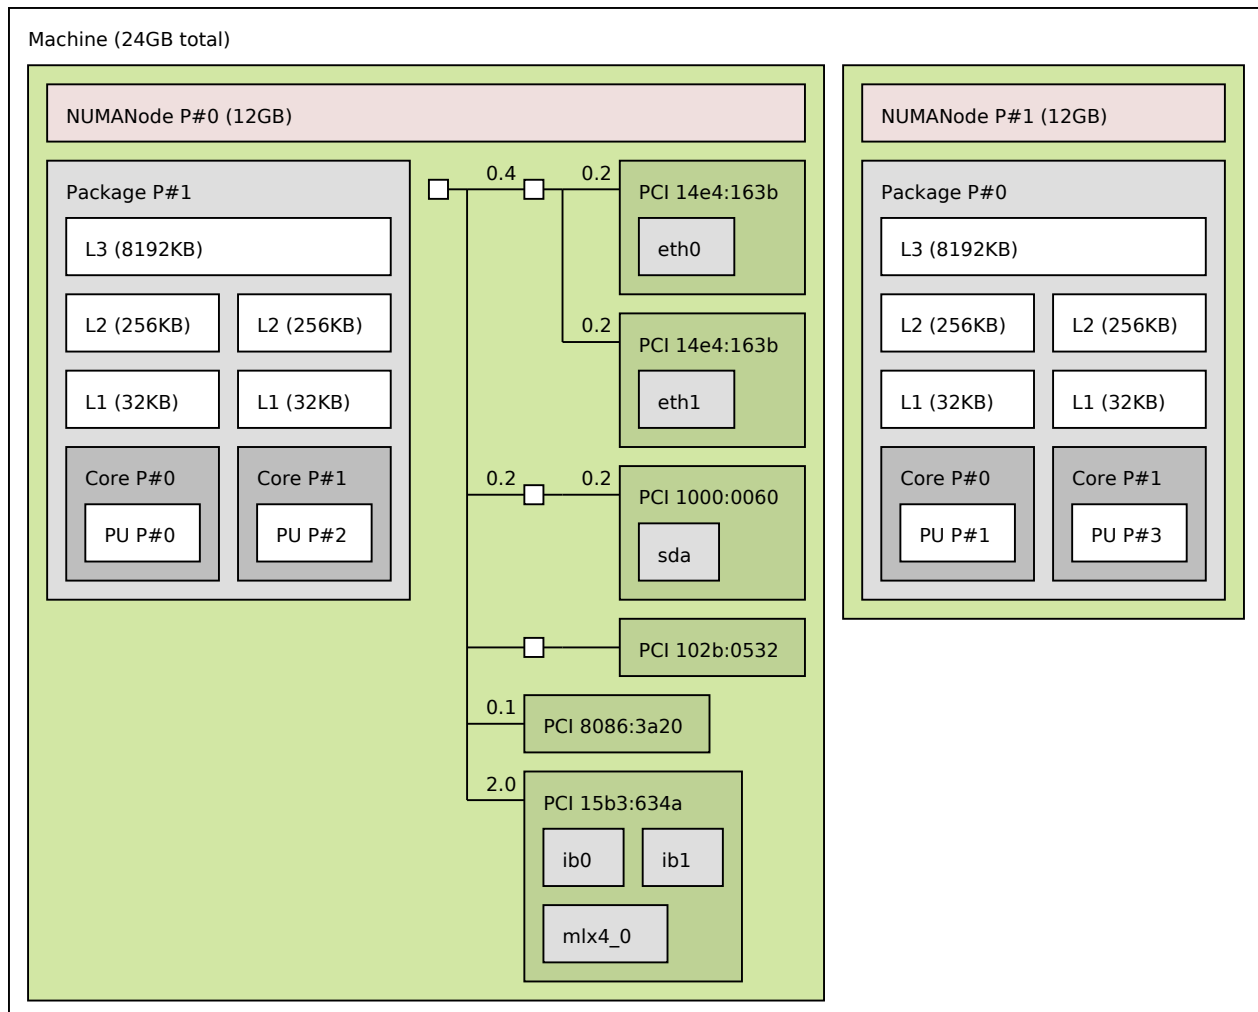 Machine (24GB total)
NUMANode P#0 (12GB)
Package P#1
L3 (8192KB)
L2 (256KB)
L2 (256KB)
L1 (32KB)
L1 (32KB)
Core P#0
PU P#0
Core P#1
PU P#2
0.4
0.2
PCI 14e4:163b
eth0
0.2
PCI 14e4:163b
eth1
0.2
0.2
PCI 1000:0060
sda
PCI 102b:0532
0.1
PCI 8086:3a20
2.0
PCI 15b3:634a
ib0
ib1
mlx4_0
NUMANode P#1 (12GB)
Package P#0
L3 (8192KB)
L2 (256KB)
L2 (256KB)
L1 (32KB)
L1 (32KB)
Core P#0
PU P#1
Core P#1
PU P#3